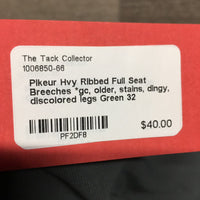 The Tack Collector
1006850-66
Pikeur Hvy Ribbed Full Seat
Breeches *gc, older, stains, dingy,
discolored legs Green 32
$40.00
PF2DF8